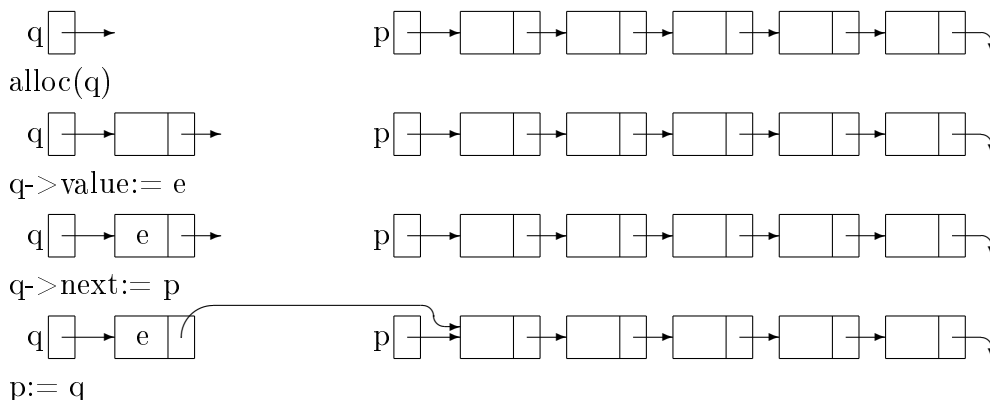 q p
alloc(q)
q p
q->value:= e
q e p
q->next:= p
q e p
p:= q